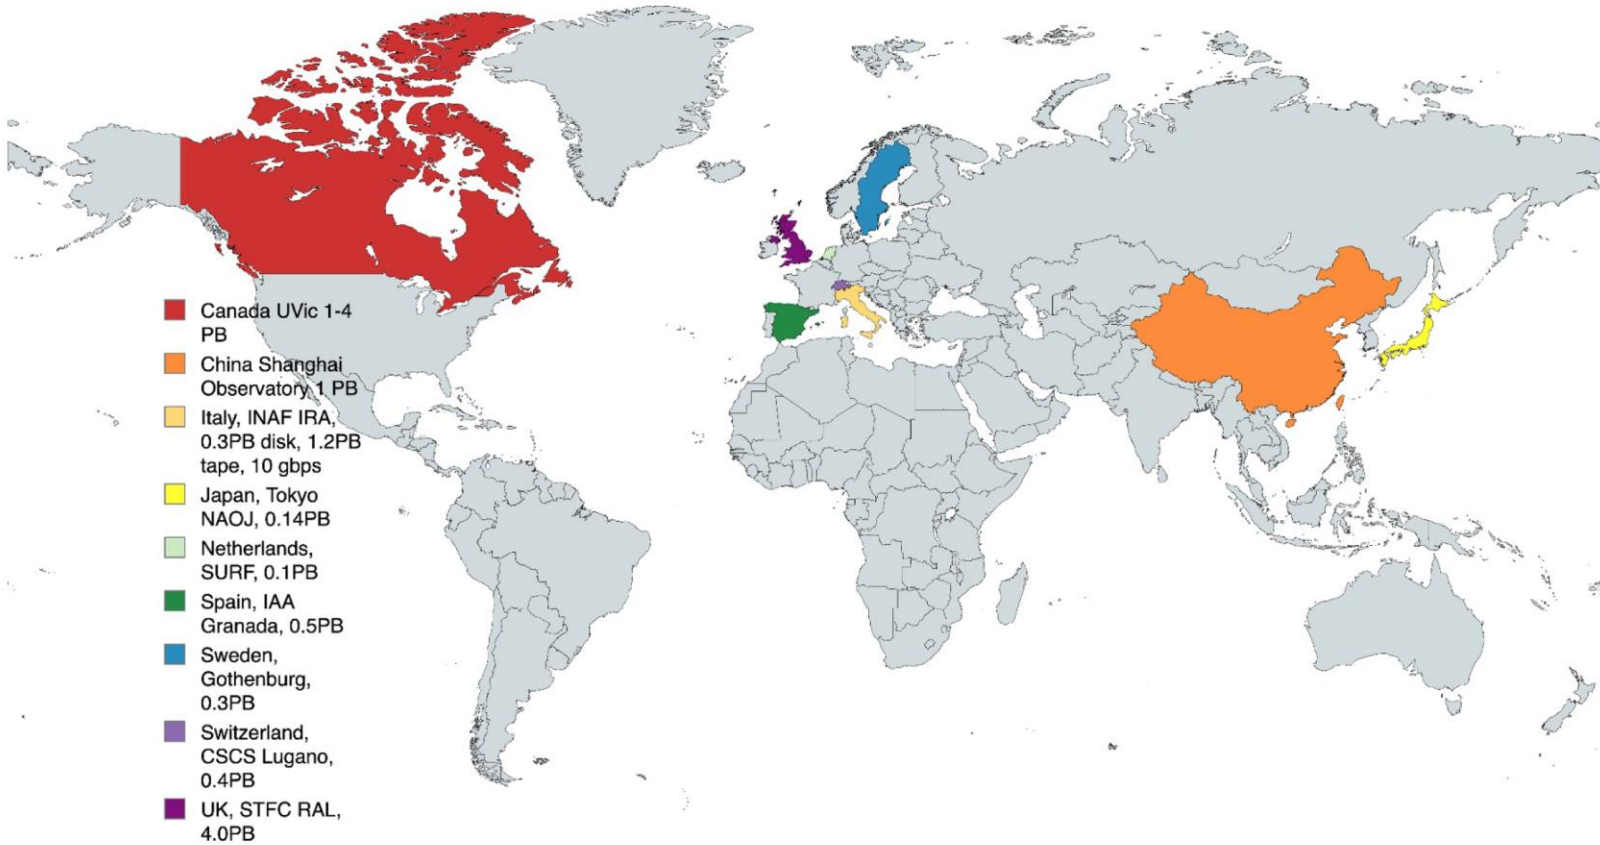 Canada UVic 1-4
PB
China Shanghai
Observatory 1 PB
Italy, INAF IRA,
0.3PB disk, 1.2PB
tape, 10 gbps
Japan, Tokyo
NAOJ, 0.14PB
Netherlands,
SURF, 0.1PB
Spain, IAA
Granada, 0.5PB
Sweden,
Gothenburg,
0.3PB
Switzerland,
CSCS Lugano,
0.4PB
UK, STFC RAL,
4.0PB